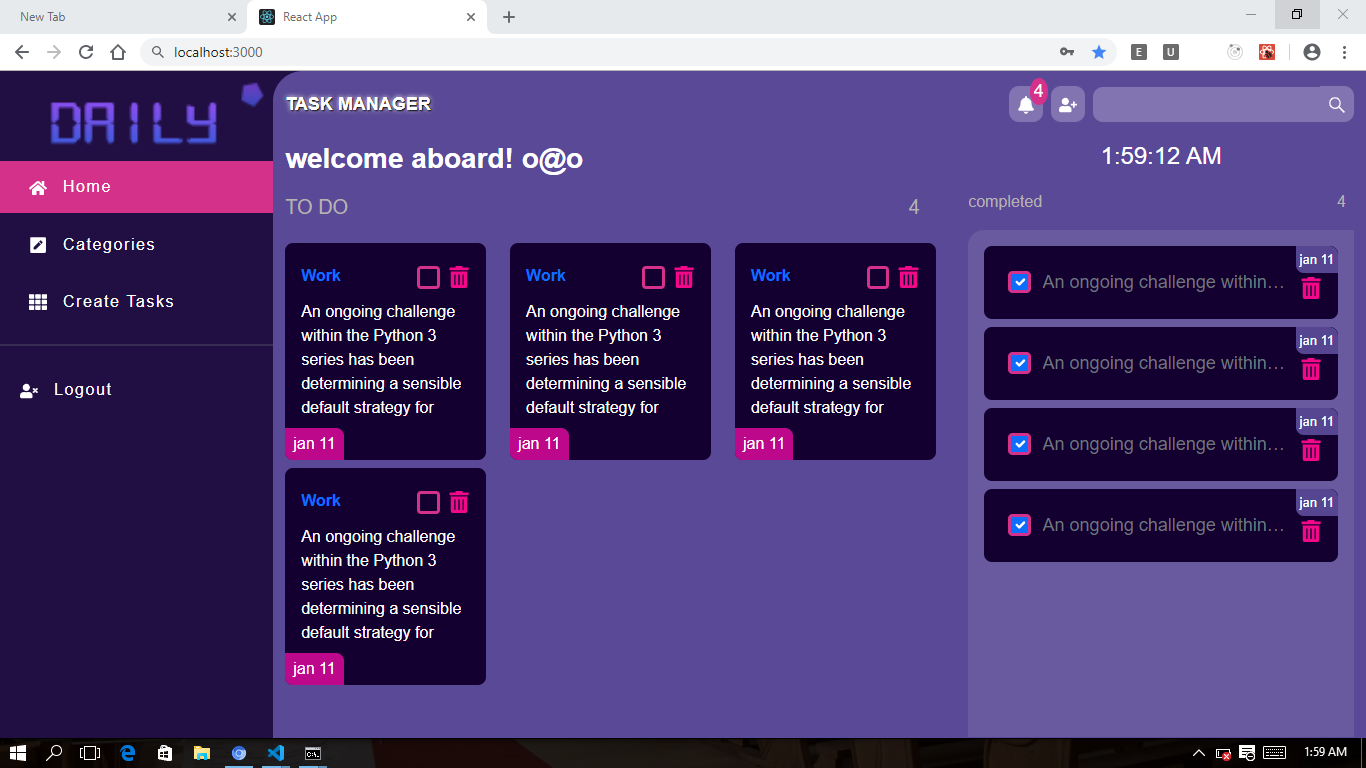 New Tab
React App
localhost:3000
E
U
DAILY
TASK MANAGER
4
welcome aboard! o@o
1:59:12 AM
Home
Categories
Create Tasks
Logout
TO DO
4
Work
An ongoing challenge
within the Python 3
series has been
determining a sensible
default strategy for
jan 11
Work
An ongoing challenge
within the Python 3
series has been
determining a sensible
default strategy for
jan 11
Work
An ongoing challenge
within the Python 3
series has been
determining a sensible
default strategy for
jan 11
Work
An ongoing challenge
within the Python 3
series has been
determining a sensible
default strategy for
jan 11
completed
4
jan 11
An ongoing challenge within…
jan 11
An ongoing challenge within…
jan 11
An ongoing challenge within…
jan 11
An ongoing challenge within…
1:59 AM